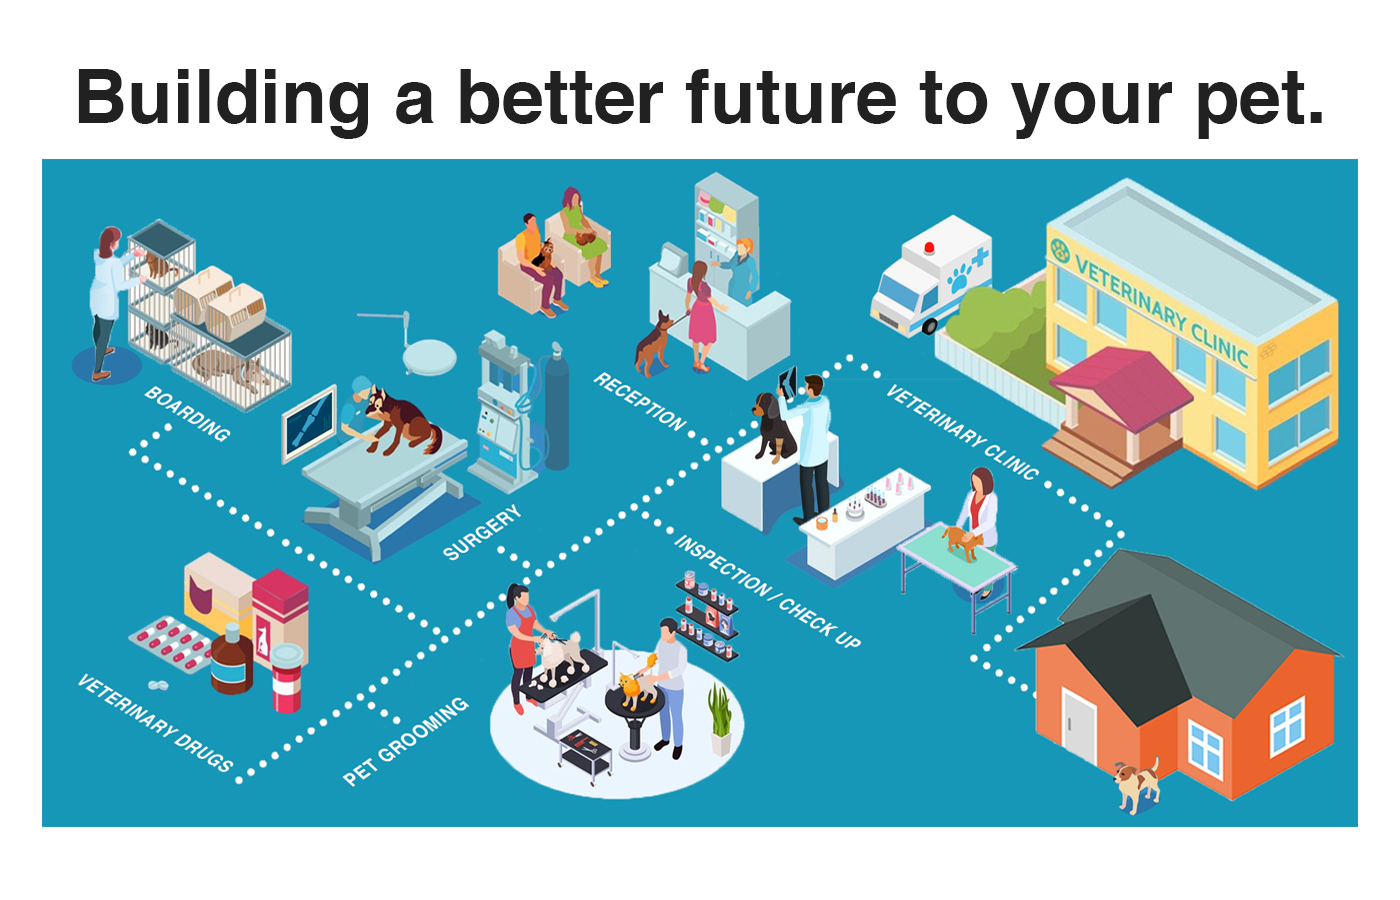 Building a better future to your pet.
VETERINARY CLINIC
BOARDING
RECEPTION
VETERINARY CLINIC
SURGERY
INSPECTION / CHECK UP
VETERINARY DRUGS
PET GROOMING